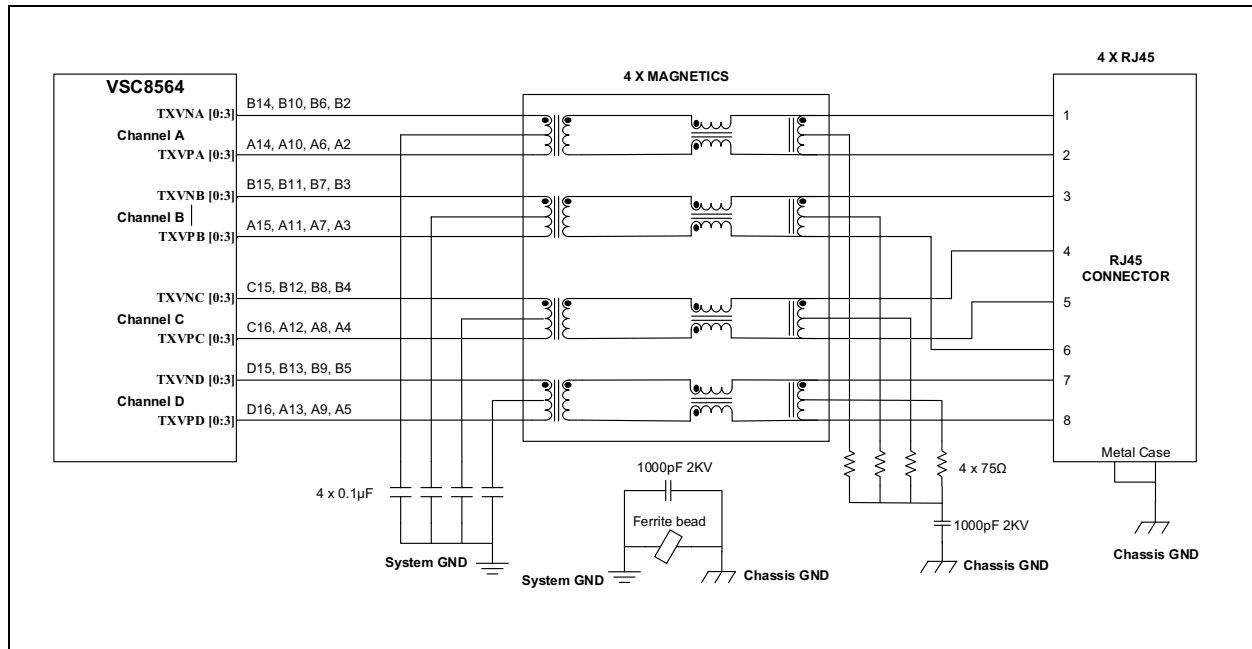 4 X RJ45
4 X MAGNETICS
VSC8564
TXVNA [0:3]
B14, B10, B6, B2
1
Channel A
TXVPA [0:3]
A14, A10, A6, A2
2
TXVNB [0:3]
B15, B11, B7, B3
3
Channel B
TXVPB [0:3]
A15, A11, A7, A3
4
RJ45
CONNECTOR
TXVNC [0:3]
C15, B12, B8, B4
5
Channel C
TXVPC [0:3]
C16, A12, A8, A4
6
TXVND [0:3]
D15, B13, B9, B5
7
Channel D
TXVPD [0:3]
D16, A13, A9, A5
8
Metal Case
1000pF 2KV
4 x 75Ω
4 x 0.1µF
Ferrite bead
1000pF 2KV
System GND
Chassis GND
System GND
Chassis GND
Chassis GND